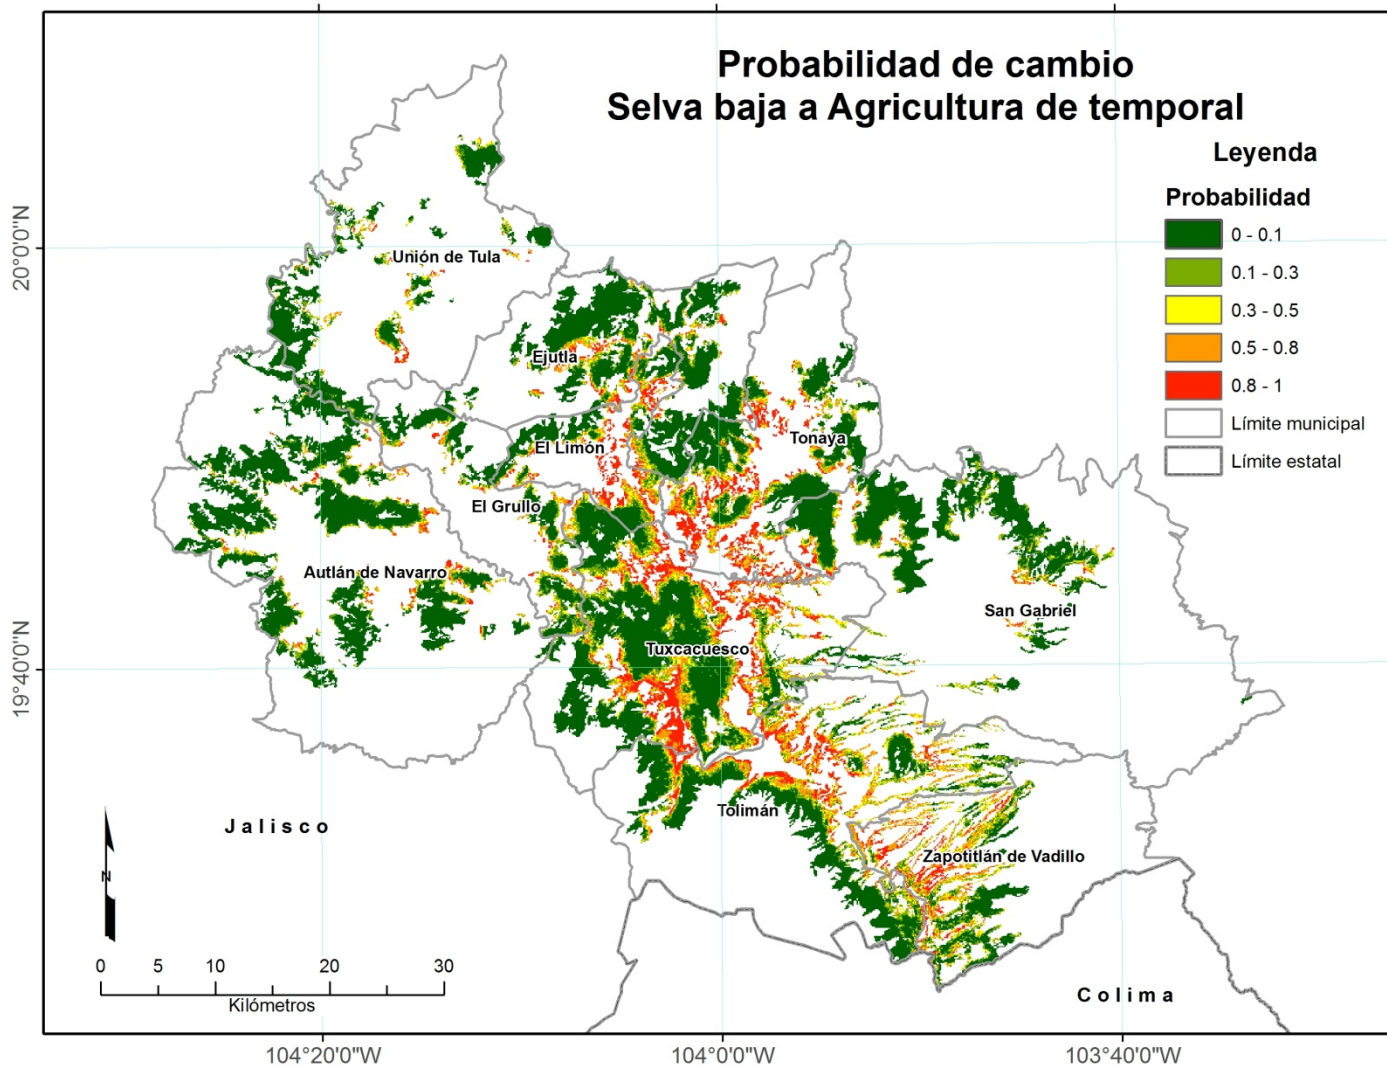 Probabilidad de cambio
Selva baja a Agricultura de temporal
Leyenda
Probabilidad
0 - 0.1
0.1 - 0.3
0.3 - 0.5
0.5 - 0.8
0.8 - 1
Límite municipal
Límite estatal
20°0'0"N
19°40'0"N
Unión de Tula
Ejutla
Tonaya
El Limón
El Grullo
Autlán de Navarro
San Gabriel
Tuxcacuesco
Tolimán
Zapotitlán de Vadillo
Jalisco
Colima
N
0 5 10 20 30
Kilómetros
104°20'0"W 104°0'0"W 103°40'0"W